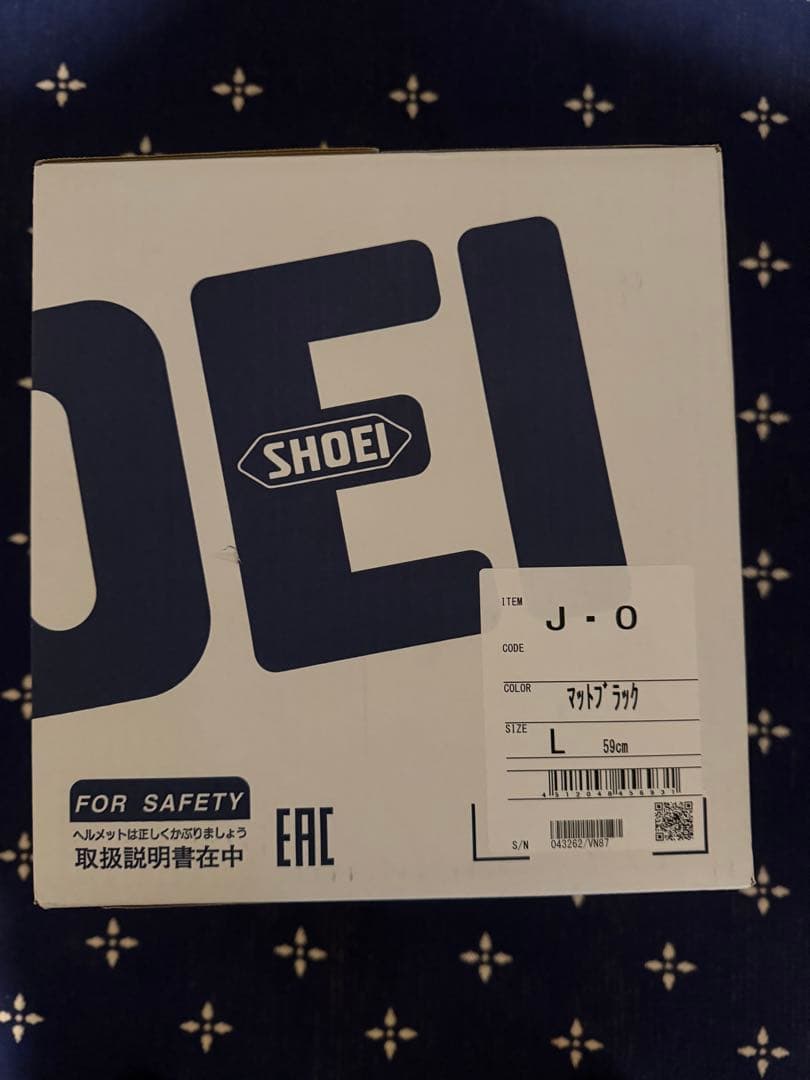 OEI
SHOEI
ITEM J-O
CODE
COLOR ﾏｯﾄﾌﾞﾗｯｸ
SIZE L 59cm
4512048456931
S/N 043262/VN87
FOR SAFETY
ヘルメットは正しくかぶりましょう
取扱説明書在中
EAC